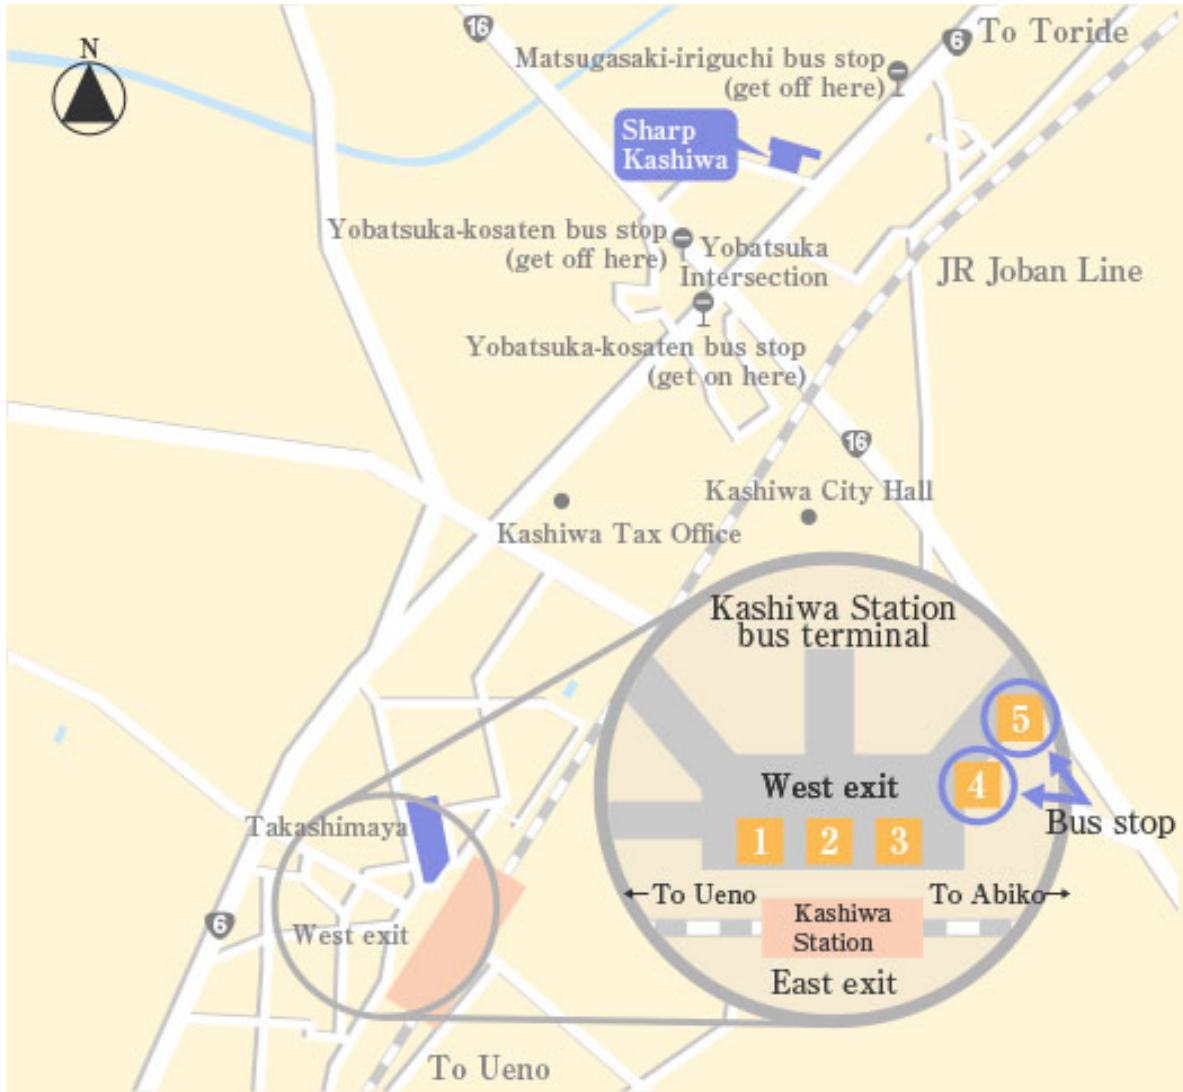 N
16
6
To Toride
Matsugasaki-iriguchi bus stop
(get off here)
Sharp
Kashiwa
Yobatsuka-kosaten bus stop
(get off here)
Yobatsuka
Intersection
JR Joban Line
Yobatsuka-kosaten bus stop
(get on here)
16
Kashiwa City Hall
Kashiwa Tax Office
Kashiwa Station
bus terminal
5
West exit
4
Bus stop
1
2
3
Takashimaya
←To Ueno
To Abiko→
Kashiwa
Station
6
West exit
East exit
To Ueno